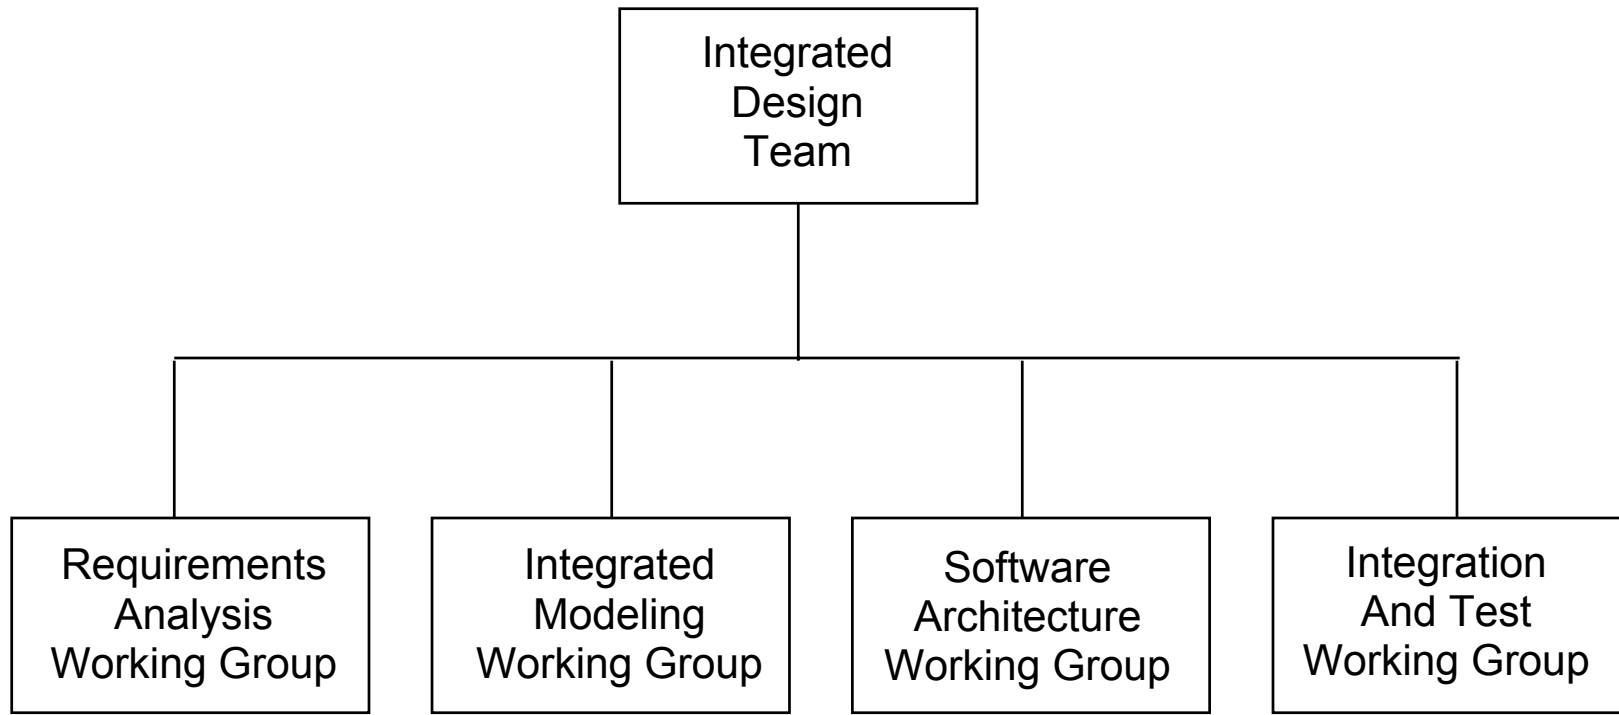 Integrated
Design
Team
Requirements
Analysis
Working Group
Integrated
Modeling
Working Group
Software
Architecture
Working Group
Integration
And Test
Working Group